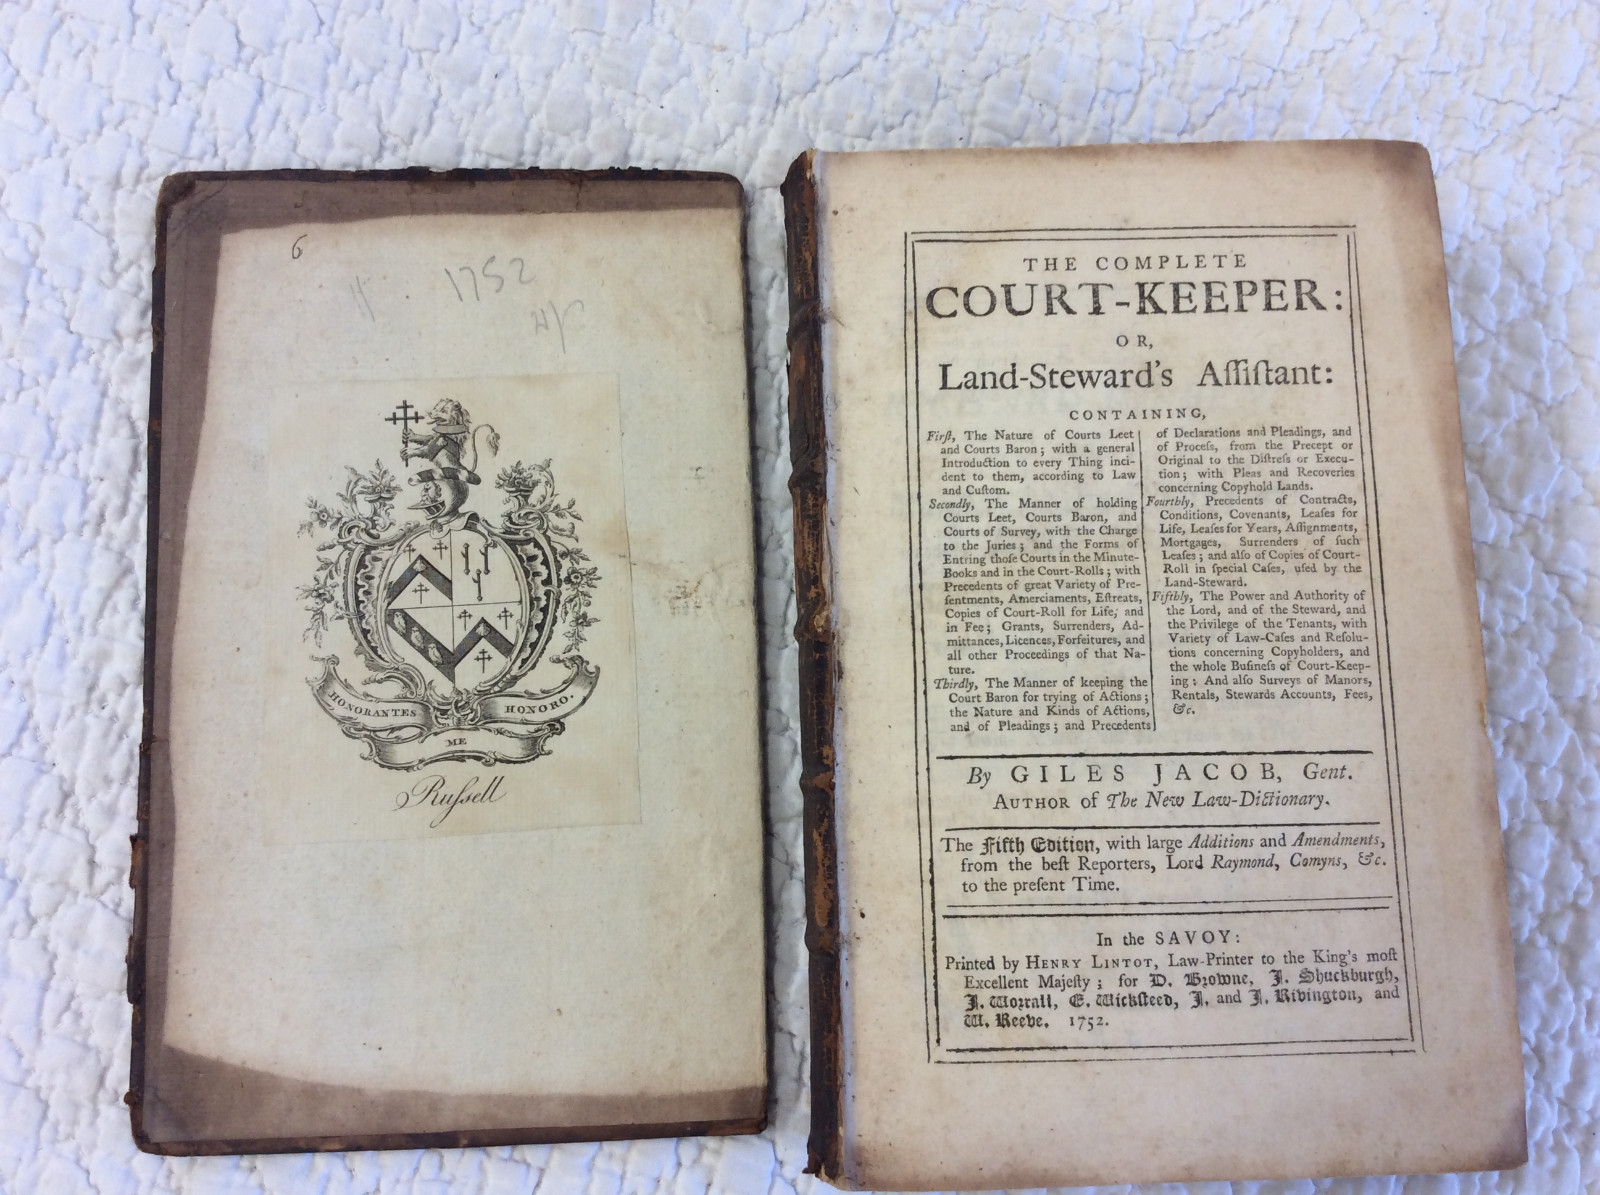 6
1752
HONORANTES
ME
HONORO.
Ruſsell
THE COMPLETE
COURT-KEEPER:
OR,
Land-Steward's Aſſiſtant:
CONTAINING,
Firſt, The Nature of Courts Leet
and Courts Baron; with a general
Introduction to every Thing inci-
dent to them, according to Law
and Cuſtom.
Secondly, The Manner of holding
Courts Leet, Courts Baron, and
Courts of Survey, with the Charge
to the Juries; and the Forms of
Entring thoſe Courts in the Minute-
Books and in the Court-Rolls; with
Precedents of great Variety of Pre-
ſentments, Amerciaments, Eſtreats,
Copies of Court-Roll for Life, and
in Fee; Grants, Surrenders, Ad-
mittances, Licences, Forfeitures, and
all other Proceedings of that Na-
ture.
Thirdly, The Manner of keeping the
Court Baron for trying of Actions;
the Nature and Kinds of Actions,
and of Pleadings; and Precedents
of Declarations and Pleadings, and
of Proceſs, from the Precept or
Original to the Diſtreſs or Execu-
tion; with Pleas and Recoveries
concerning Copyhold Lands.
Fourthly, Precedents of Contracts,
Conditions, Covenants, Leaſes for
Life, Leaſes for Years, Aſſignments,
Mortgages, Surrenders of ſuch
Leaſes; and alſo of Copies of Court-
Roll in ſpecial Caſes, uſed by the
Land-Steward.
Fifthly, The Power and Authority of
the Lord, and of the Steward, and
the Privilege of the Tenants, with
Variety of Law-Caſes and Reſolu-
tions concerning Copyholders, and
the whole Buſineſs of Court-Keep-
ing: And alſo Surveys of Manors,
Rentals, Stewards Accounts, Fees,
&c.
By GILES JACOB, Gent.
AUTHOR of The New Law-Dictionary.
The Fifth Edition, with large Additions and Amendments,
from the beſt Reporters, Lord Raymond, Comyns, &c.
to the preſent Time.
In the SAVOY:
Printed by HENRY LINTOT, Law-Printer to the King's moſt
Excellent Majeſty; for D. Browne, J. Shuckburgh,
J. Worrall, E. Wickſteed, J. and J. Rivington, and
W. Reeve. 1752.